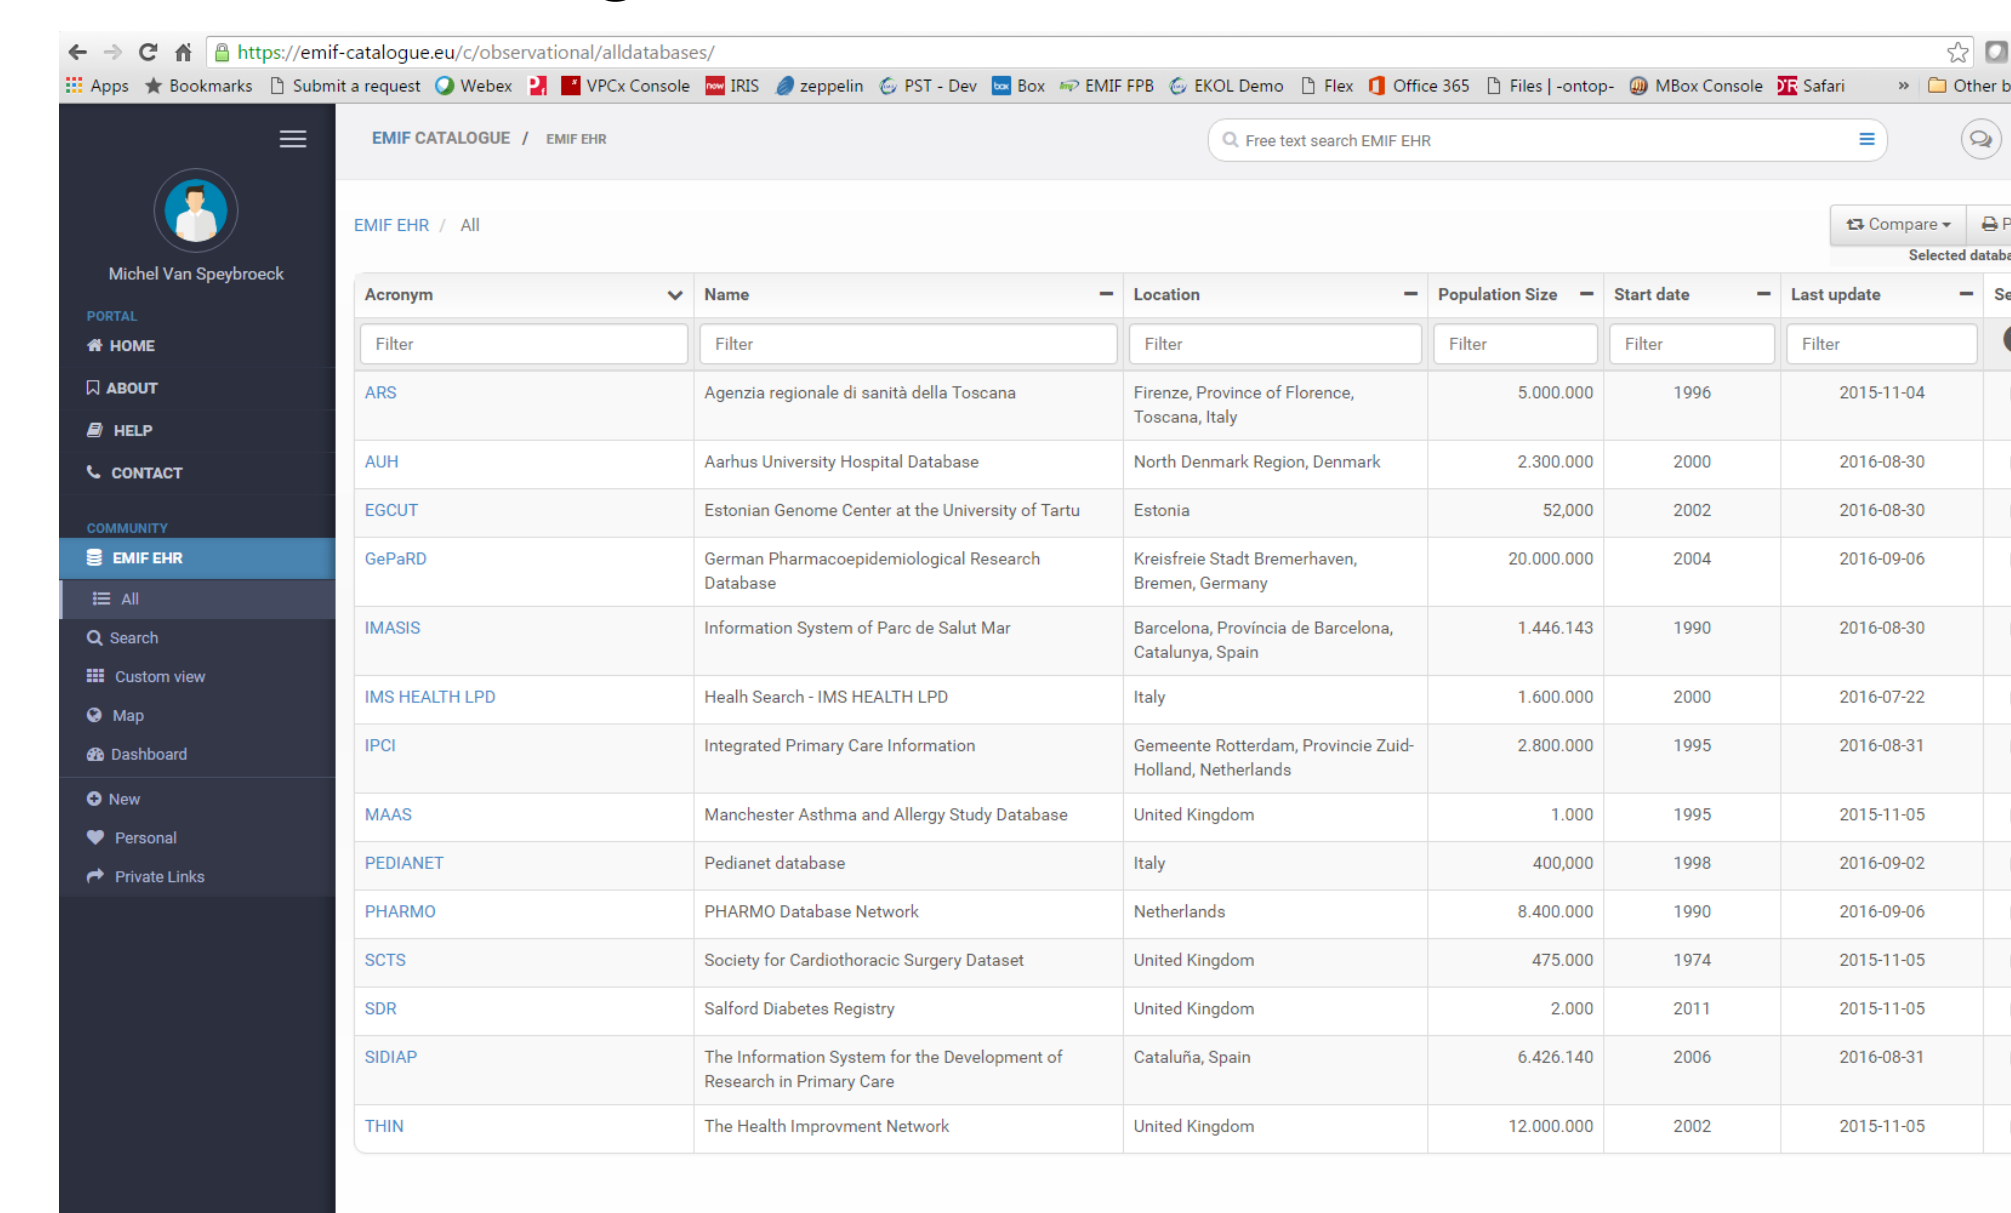 https://emif-catalogue.eu/c/observational/alldatabases/
Apps Bookmarks Submit a request Webex VPCx Console now IRIS zeppelin PST - Dev box Box EMIF FPB EKOL Demo Flex Office 365 Files | -ontop- MBox Console Safari » Other b
EMIF CATALOGUE / EMIF EHR
Free text search EMIF EHR
Michel Van Speybroeck
PORTAL
HOME
ABOUT
HELP
CONTACT
COMMUNITY
EMIF EHR
All
Search
Custom view
Map
Dashboard
New
Personal
Private Links
EMIF EHR / All
Compare P
Selected databa
Acronym Name Location Population Size Start date Last update Se
Filter Filter Filter Filter Filter Filter
ARS Agenzia regionale di sanità della Toscana Firenze, Province of Florence, 5.000.000 1996 2015-11-04
Toscana, Italy
AUH Aarhus University Hospital Database North Denmark Region, Denmark 2.300.000 2000 2016-08-30
EGCUT Estonian Genome Center at the University of Tartu Estonia 52,000 2002 2016-08-30
GePaRD German Pharmacoepidemiological Research Kreisfreie Stadt Bremerhaven, 20.000.000 2004 2016-09-06
Database Bremen, Germany
IMASIS Information System of Parc de Salut Mar Barcelona, Província de Barcelona, 1.446.143 1990 2016-08-30
Catalunya, Spain
IMS HEALTH LPD Healh Search - IMS HEALTH LPD Italy 1.600.000 2000 2016-07-22
IPCI Integrated Primary Care Information Gemeente Rotterdam, Provincie Zuid- 2.800.000 1995 2016-08-31
Holland, Netherlands
MAAS Manchester Asthma and Allergy Study Database United Kingdom 1.000 1995 2015-11-05
PEDIANET Pedianet database Italy 400,000 1998 2016-09-02
PHARMO PHARMO Database Network Netherlands 8.400.000 1990 2016-09-06
SCTS Society for Cardiothoracic Surgery Dataset United Kingdom 475.000 1974 2015-11-05
SDR Salford Diabetes Registry United Kingdom 2.000 2011 2015-11-05
SIDIAP The Information System for the Development of Cataluña, Spain 6.426.140 2006 2016-08-31
Research in Primary Care
THIN The Health Improvment Network United Kingdom 12.000.000 2002 2015-11-05